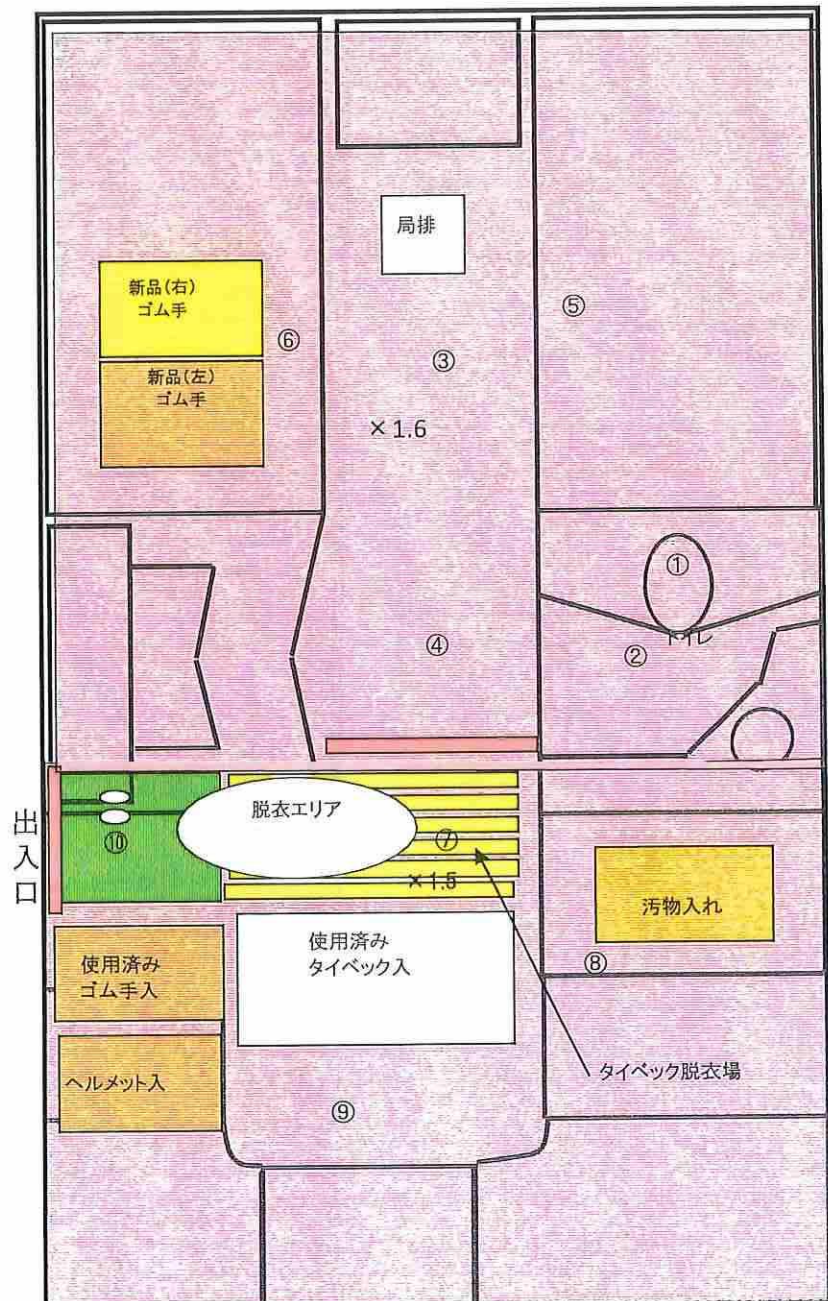 局排
新品(右)
ゴム手
⑤
⑥
③
新品(左)
ゴム手
×1.6
①
④
②
トイレ
脱衣エリア
出入口
⑩
⑦
×1.5
汚物入れ
使用済み
タイベック入
使用済み
ゴム手入
⑧
タイベック脱衣場
ヘルメット入
⑨